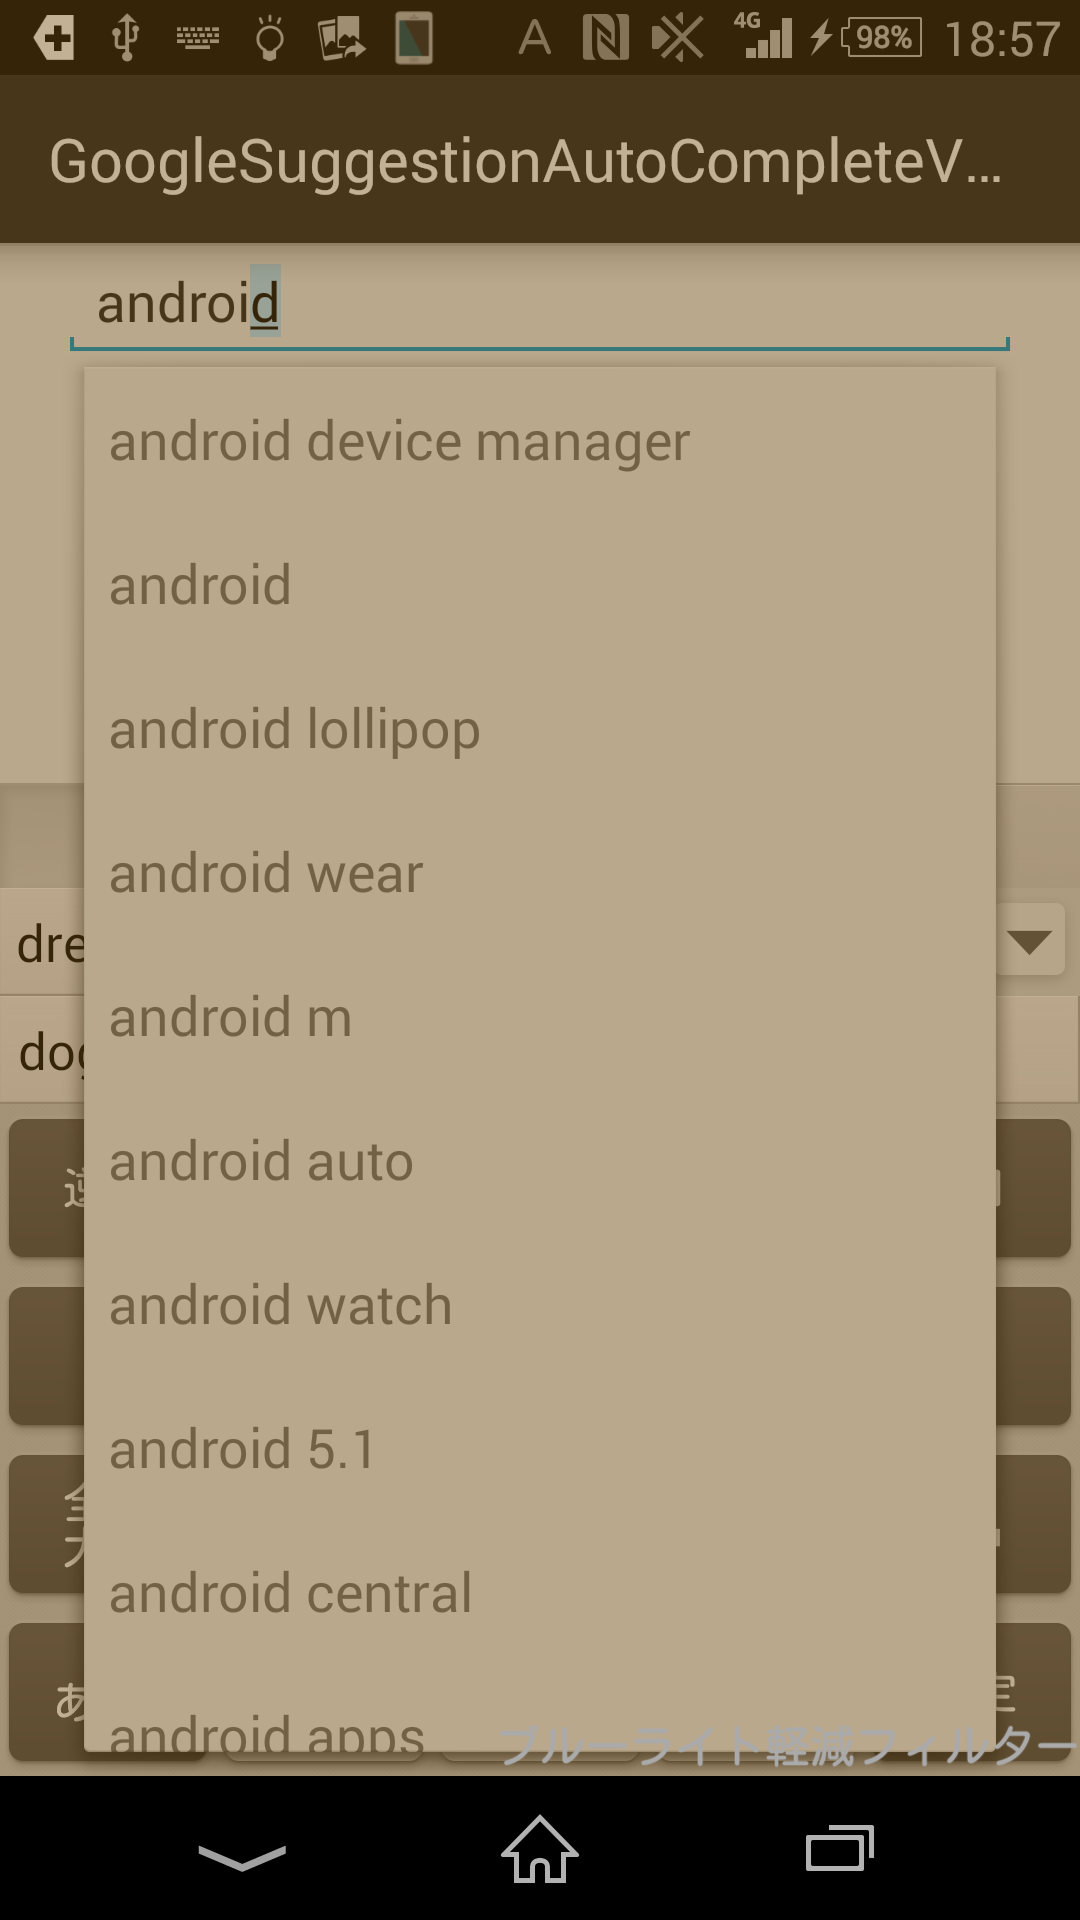 A 4G 98% 18:57
GoogleSuggestionAutoCompleteV...
android
android device manager
android
android lollipop
android wear
dre
android m
dog
android auto
android watch
android 5.1
android central
あ
android apps
ブルーライト軽減フィルター